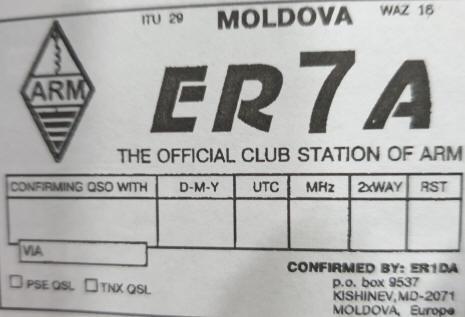 ITU 29 MOLDOVA WAZ 16
ARM
ER7A
THE OFFICIAL CLUB STATION OF ARM
CONFIRMING QSO WITH D-M-Y UTC MHz 2xWAY RST
VIA
PSE QSL TNX QSL
CONFIRMED BY: ER1DA
p.o. box 9537
KISHINEV, MD-2071
MOLDOVA, Europe